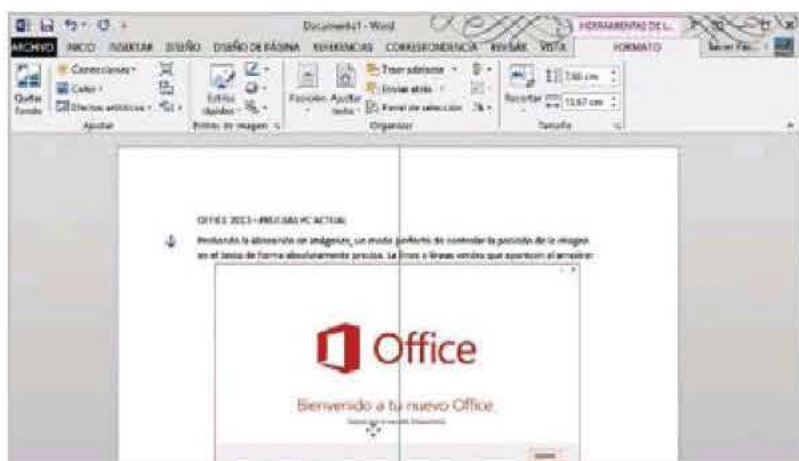 Documento1 - Word
HERRAMIENTAS DE I...
ARCHIVO INICIO INSERTAR DISEÑO DISEÑO DE PÁGINA REFERENCIAS CORRESPONDENCIA REVISAR VISTA FORMATO
Correcciones Traer adelante 7,66 cm
Quitar fondo Color Estilos rápidos Posición Ajustar texto Enviar atrás Recortar 13,67 cm
Efectos artísticos Panel de selección
Ajustar Estilos de imagen Organizar Tamaño
OFFICE 2013 - PRUEBAS PC ACTUAL
Probando la alineación de imágenes, un modo perfecto de controlar la posición de la imagen
en el texto de forma absolutamente precisa. La línea o líneas verdes que aparecen al arrastrar
Office
Bienvenido a tu nuevo Office